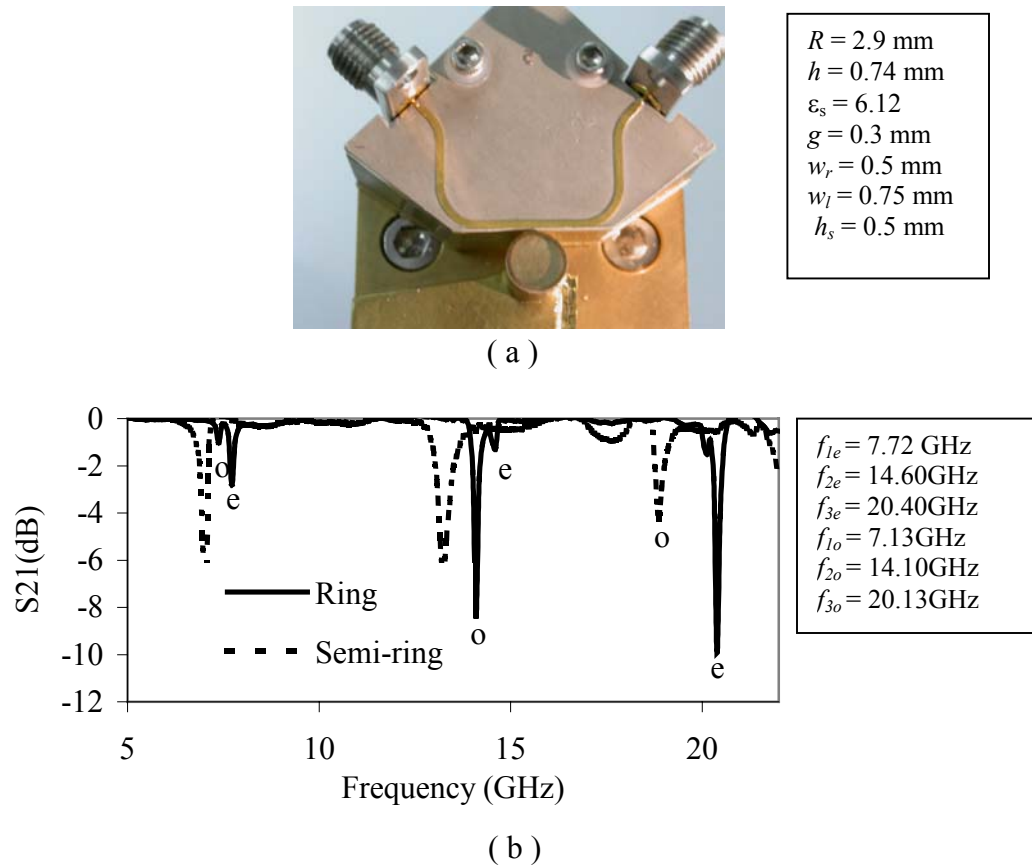 R = 2.9 mm
h = 0.74 mm
εs = 6.12
g = 0.3 mm
wr = 0.5 mm
wl = 0.75 mm
hs = 0.5 mm
( a )
0
-2
-4
-6
-8
-10
-12
S21(dB)
o
e
o
e
o
e
Ring
Semi-ring
5
10
15
20
Frequency (GHz)
f1e = 7.72 GHz
f2e = 14.60GHz
f3e = 20.40GHz
f1o = 7.13GHz
f2o = 14.10GHz
f3o = 20.13GHz
( b )